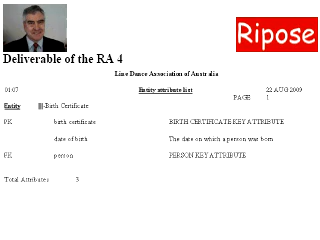 Ripose
Deliverable of the RA 4
Line Dance Association of Australia
01:07 Entity attribute list 22 AUG 2009
PAGE 1
Entity -Birth Certificate
PK birth certificate BIRTH CERTIFICATE KEY ATTRIBUTE
date of birth The date on which a person was born
FK person PERSON KEY ATTRIBUTE
Total Attributes 3